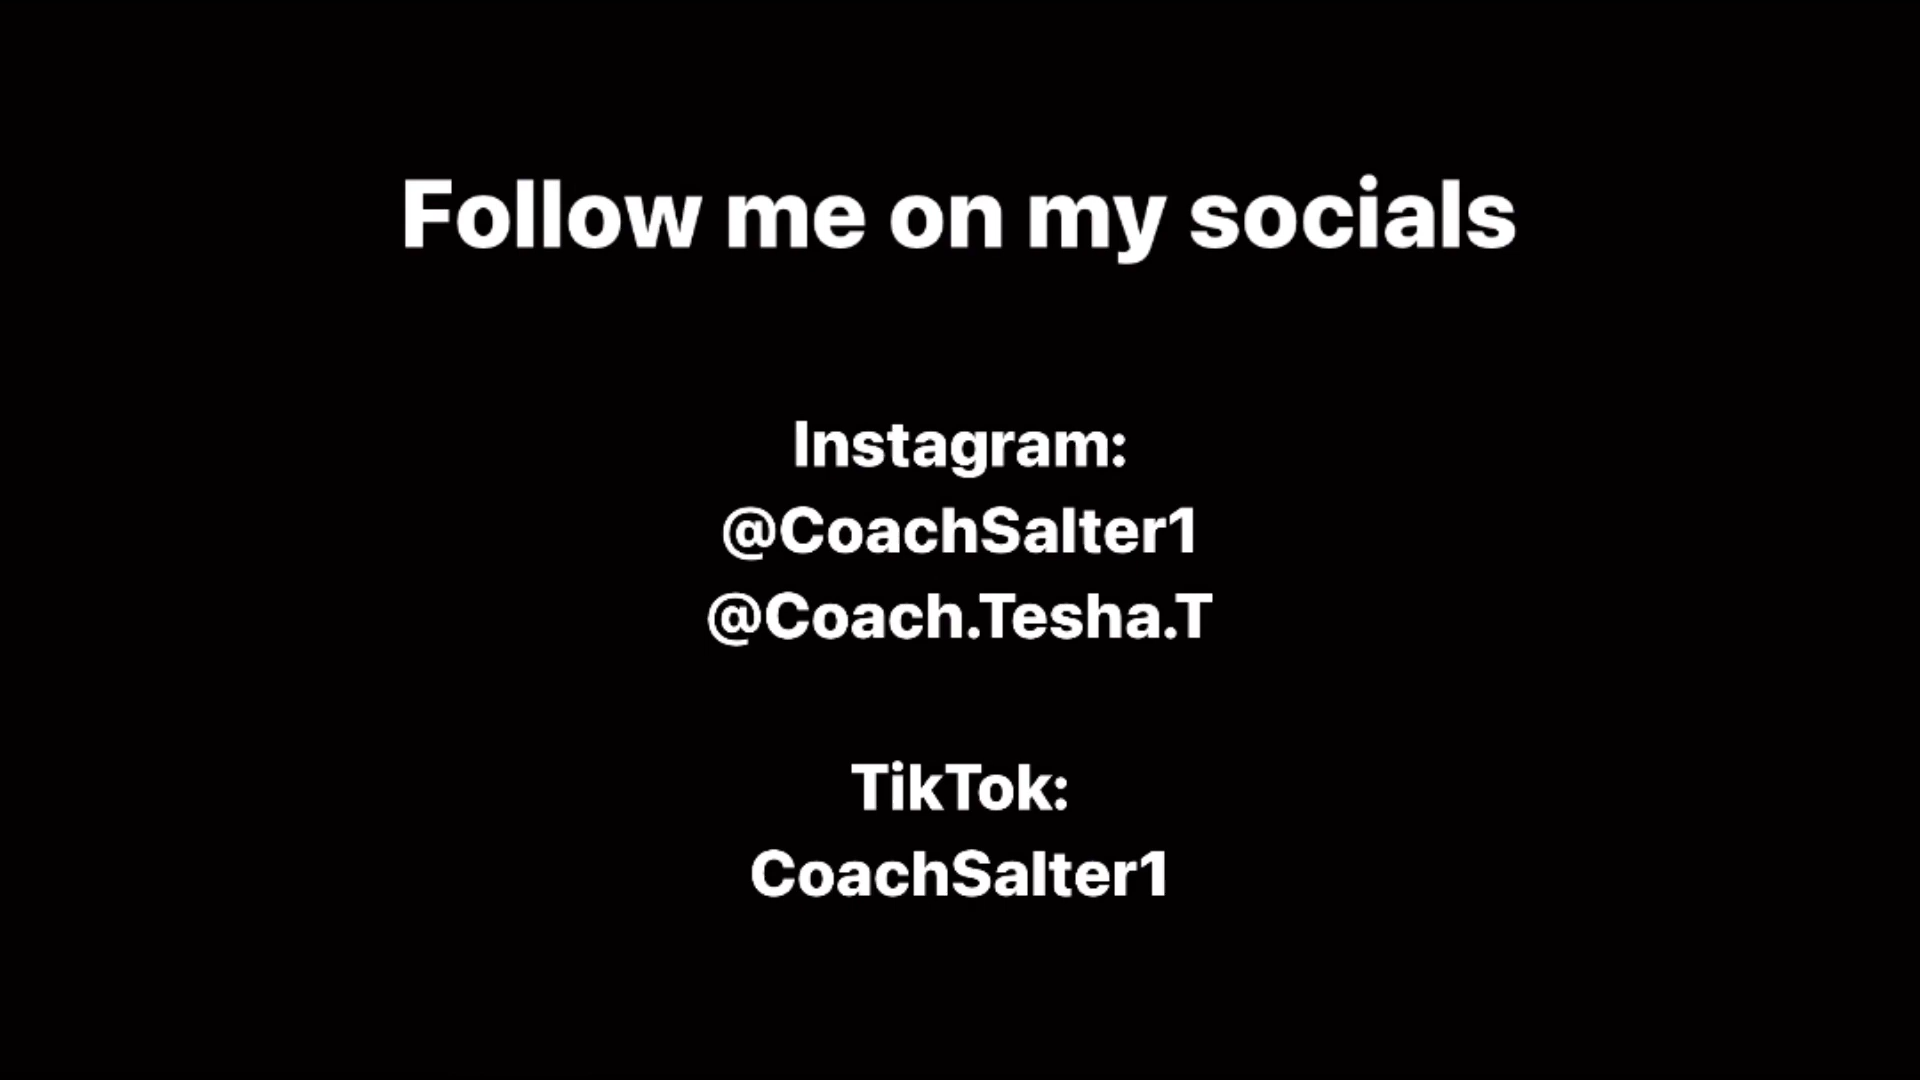 Follow me on my socials
Instagram:
@CoachSalter1
@Coach.Tesha.T
TikTok:
CoachSalter1